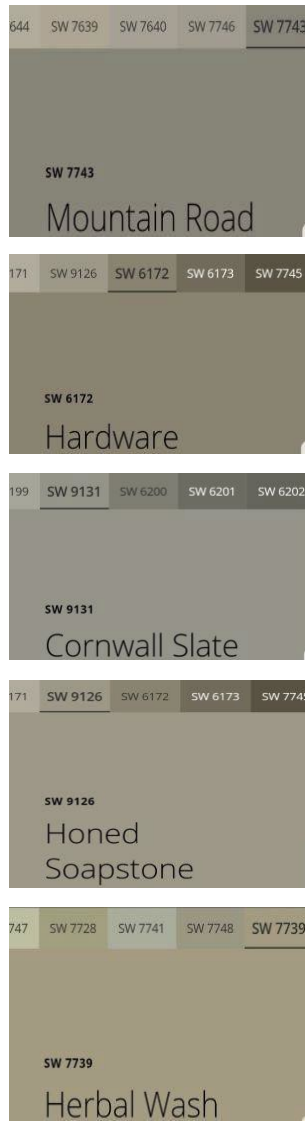 644 SW 7639 SW 7640 SW 7746 SW 7743
SW 7743
Mountain Road
171 SW 9126 SW 6172 SW 6173 SW 7745
SW 6172
Hardware
199 SW 9131 SW 6200 SW 6201 SW 6202
SW 9131
Cornwall Slate
171 SW 9126 SW 6172 SW 6173 SW 7745
SW 9126
Honed
Soapstone
747 SW 7728 SW 7741 SW 7748 SW 7739
SW 7739
Herbal Wash